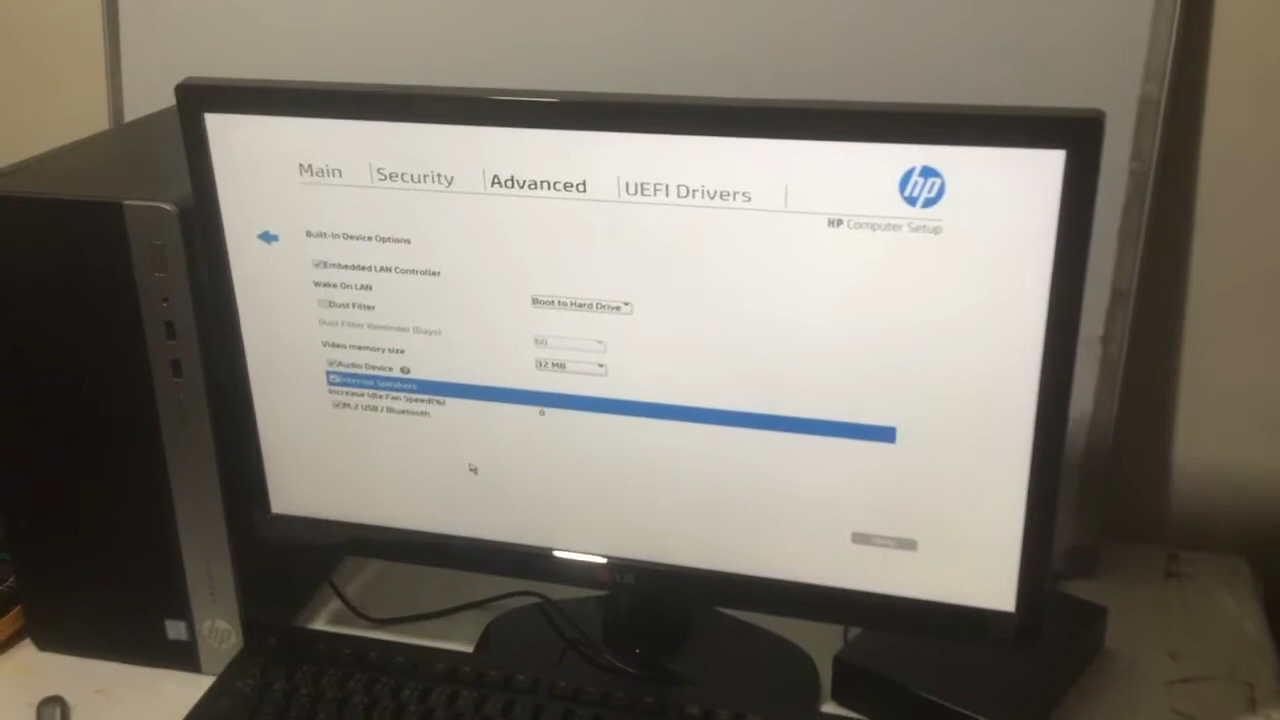 Main Security Advanced UEFI Drivers
hp
HP Computer Setup
Built-In Device Options
Embedded LAN Controller
Wake On LAN
Boot to Hard Drive
Dust Filter
Dust Filter Reminder (Days)
60
Video memory size
32 MB
Audio Device
Internal Speakers
Increase Idle Fan Speed(%)
0
M.2 USB / Bluetooth
LG
hp